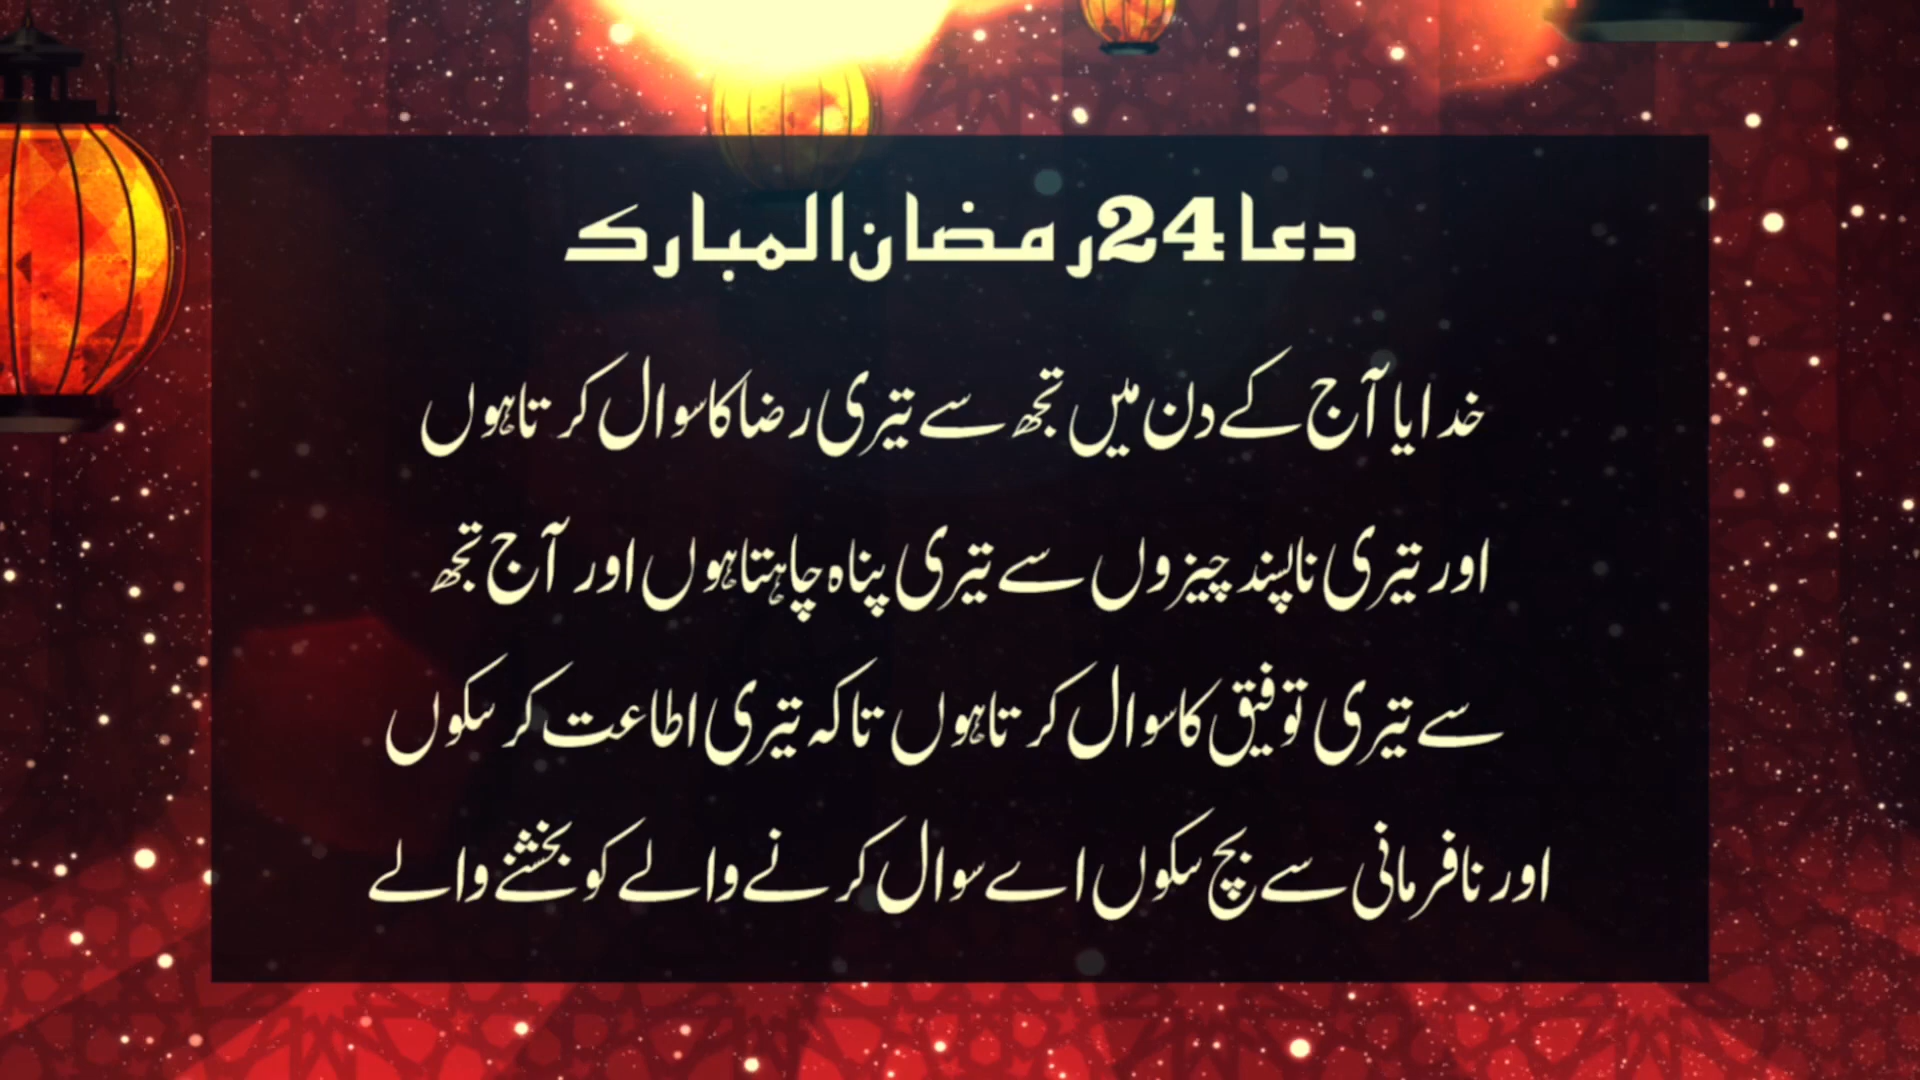 دعا 24 رمضان المبارک
خدایا آج کے دن میں تجھ سے تیری رضا کا سوال کرتا ہوں
اور تیری ناپسند چیزوں سے تیری پناہ چاہتا ہوں اور آج تجھ
سے تیری توفیق کا سوال کرتا ہوں تاکہ تیری اطاعت کر سکوں
اور نافرمانی سے بچ سکوں اے سوال کرنے والے کو بخشنے والے